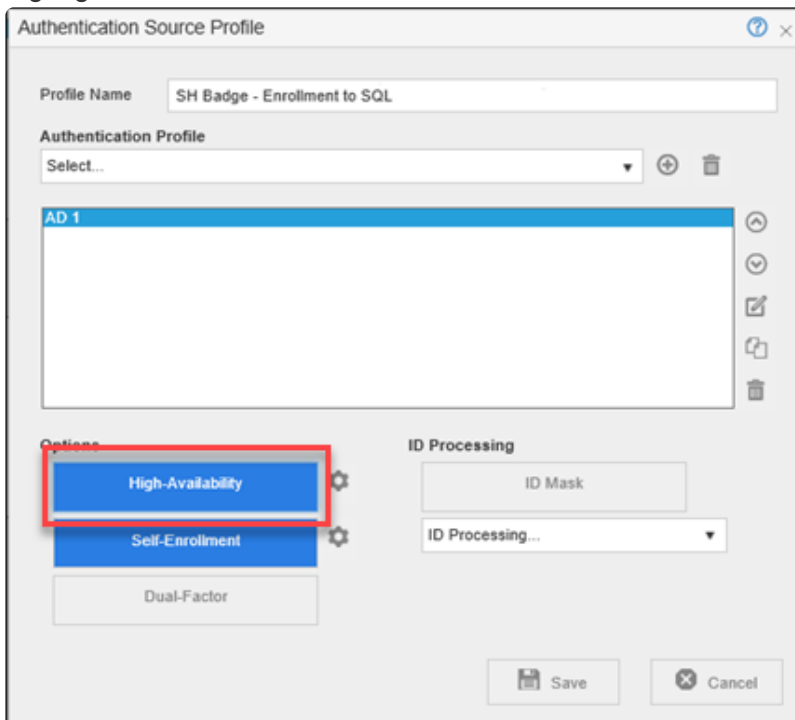 Authentication Source Profile
Profile Name SH Badge - Enrollment to SQL
Authentication Profile
Select...
AD 1
Options
High-Availability
Self-Enrollment
Dual-Factor
ID Processing
ID Mask
ID Processing...
Save
Cancel